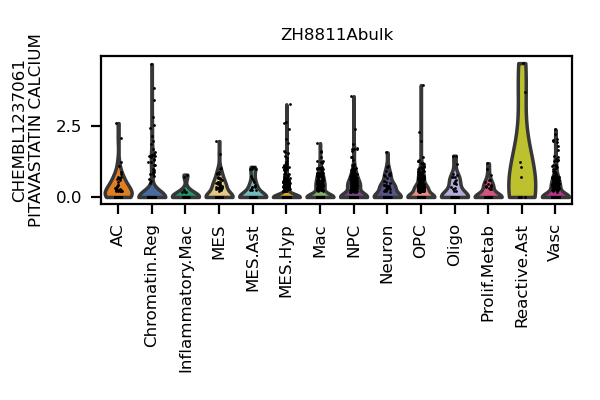 ZH8811Abulk
CHEMBL1237061
PITAVASTATIN CALCIUM
2.5
0.0
AC
Chromatin.Reg
Inflammatory.Mac
MES
MES.Ast
MES.Hyp
Mac
NPC
Neuron
OPC
Oligo
Prolif.Metab
Reactive.Ast
Vasc